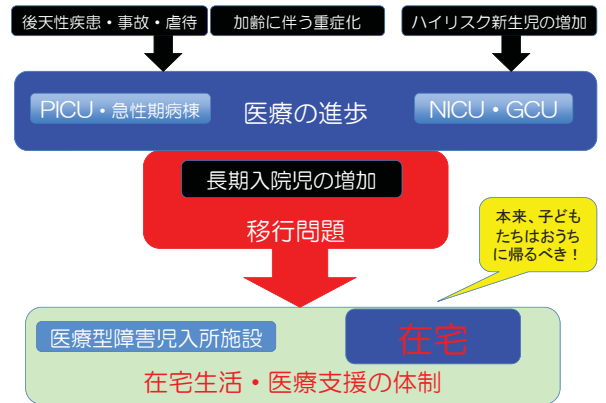 後天性疾患・事故・虐待
加齢に伴う重症化
ハイリスク新生児の増加
PICU・急性期病棟
医療の進歩
NICU・GCU
長期入院児の増加
移行問題
本来、子ども
たちはおうち
に帰るべき！
医療型障害児入所施設
在宅
在宅生活・医療支援の体制